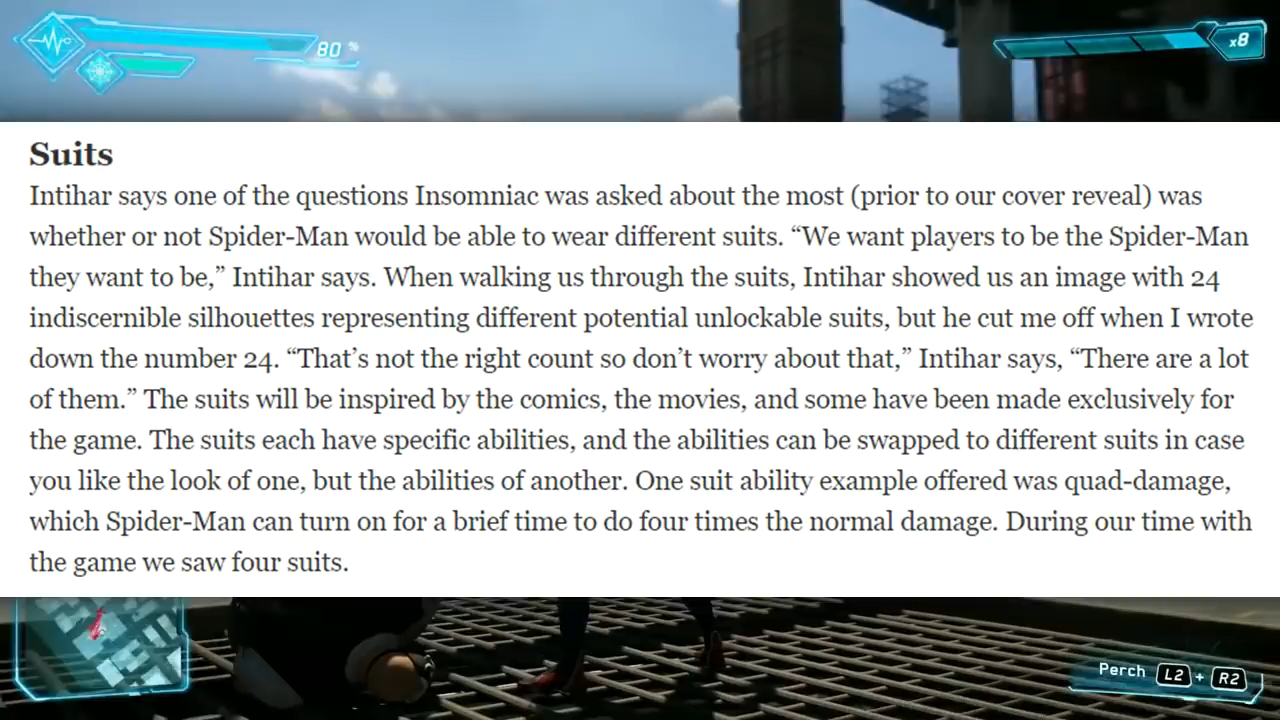 80 %
x8
Suits
Intihar says one of the questions Insomniac was asked about the most (prior to our cover reveal) was
whether or not Spider-Man would be able to wear different suits. “We want players to be the Spider-Man
they want to be,” Intihar says. When walking us through the suits, Intihar showed us an image with 24
indiscernible silhouettes representing different potential unlockable suits, but he cut me off when I wrote
down the number 24. “That’s not the right count so don’t worry about that,” Intihar says, “There are a lot
of them.” The suits will be inspired by the comics, the movies, and some have been made exclusively for
the game. The suits each have specific abilities, and the abilities can be swapped to different suits in case
you like the look of one, but the abilities of another. One suit ability example offered was quad-damage,
which Spider-Man can turn on for a brief time to do four times the normal damage. During our time with
the game we saw four suits.
Perch L2 + R2